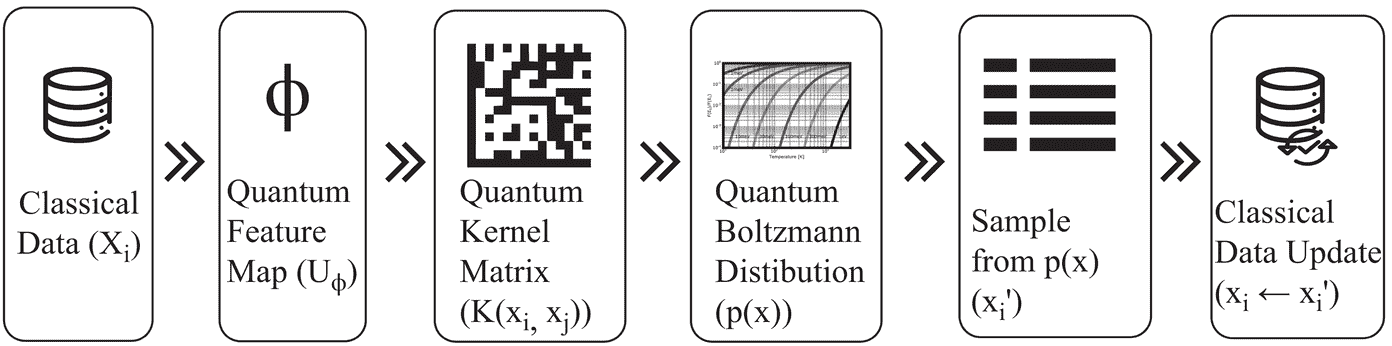 Classical
Data (Xi)
ϕ
Quantum
Feature
Map (Uϕ)
Quantum
Kernel
Matrix
(K(xi, xj))
Temperature [K]
Quantum
Boltzmann
Distibution
(p(x))
Sample
from p(x)
(xi')
Classical
Data Update
(xi ← xi')